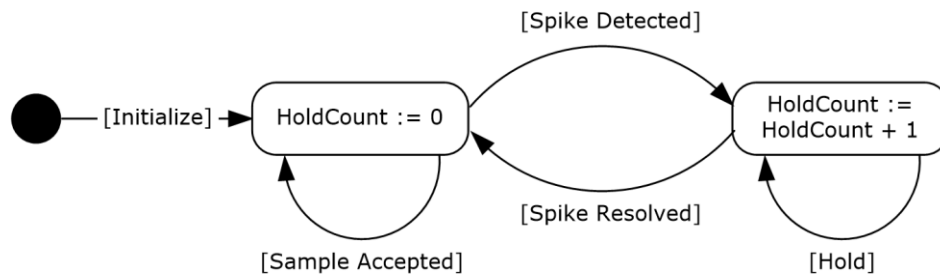 [Spike Detected]
[Initialize]
HoldCount := 0
HoldCount :=
HoldCount + 1
[Spike Resolved]
[Sample Accepted]
[Hold]